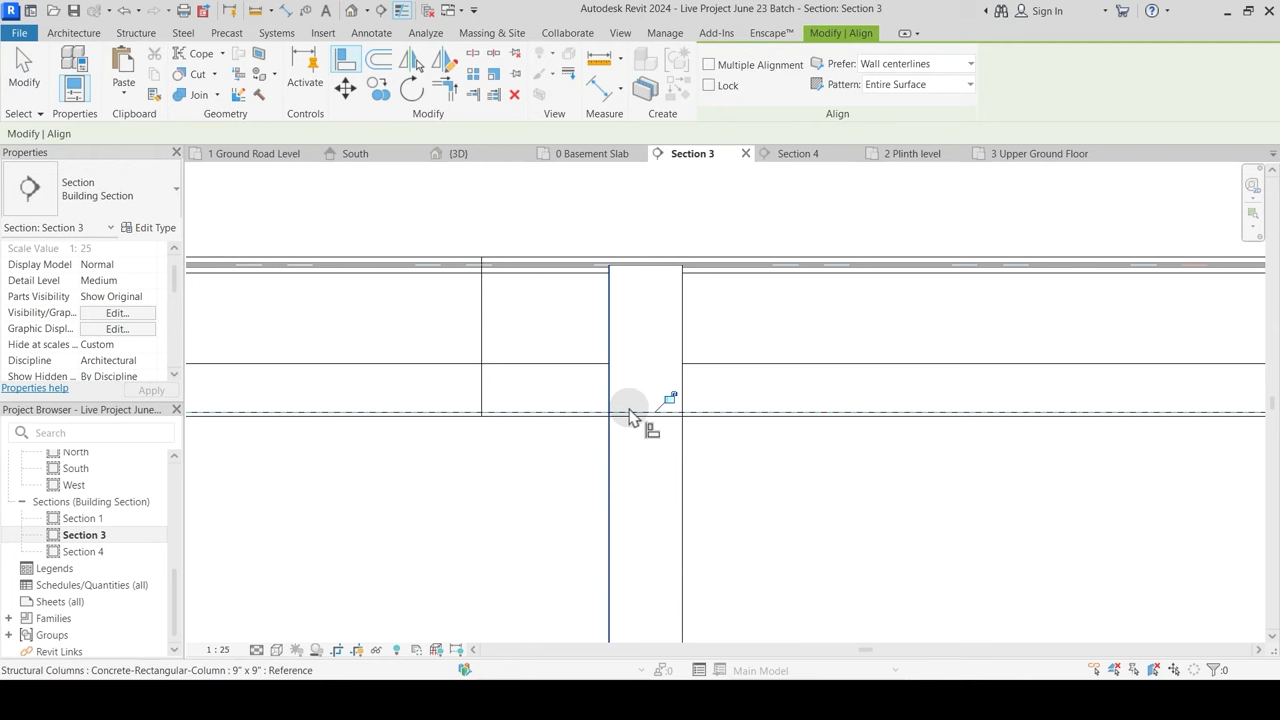 Autodesk Revit 2024 - Live Project June 23 Batch - Section: Section 3
Sign In
File Architecture Structure Steel Precast Systems Insert Annotate Analyze Massing & Site Collaborate View Manage Add-Ins Enscape™ Modify | Align
Modify
Paste
Cope
Cut
Join
Activate
Multiple Alignment
Lock
Prefer: Wall centerlines
Pattern: Entire Surface
Select Properties Clipboard Geometry Controls Modify View Measure Create Align
Modify | Align
Properties
Section
Building Section
Section: Section 3
Edit Type
Scale Value 1: 25
Display Model Normal
Detail Level Medium
Parts Visibility Show Original
Visibility/Grap... Edit...
Graphic Displ... Edit...
Hide at scales ... Custom
Discipline Architectural
Show Hidden ... By Discipline
Properties help
Apply
Project Browser - Live Project June...
Search
North
South
West
Sections (Building Section)
Section 1
Section 3
Section 4
Legends
Schedules/Quantities (all)
Sheets (all)
Families
Groups
Revit Links
1 Ground Road Level
South
{3D}
0 Basement Slab
Section 3
Section 4
2 Plinth level
3 Upper Ground Floor
1 : 25
Structural Columns : Concrete-Rectangular-Column : 9" x 9" : Reference
:0
Main Model
:0